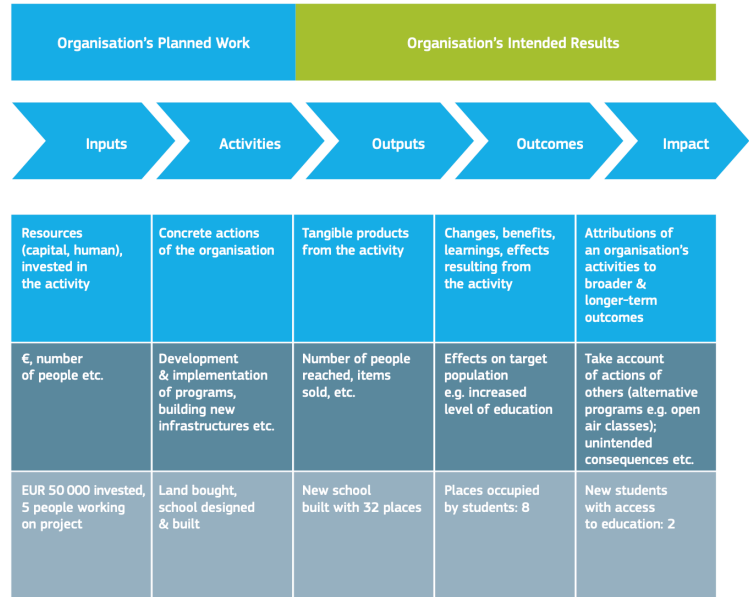 Organisation's Planned Work
Organisation's Intended Results
Inputs
Activities
Outputs
Outcomes
Impact
Resources
(capital, human),
invested in
the activity
Concrete actions
of the organisation
Tangible products
from the activity
Changes, benefits,
learnings, effects
resulting from
the activity
Attributions of
an organisation's
activities to
broader &
longer-term
outcomes
€, number
of people etc.
Development
& implementation
of programs,
building new
infrastructures etc.
Number of people
reached, items
sold, etc.
Effects on target
population
e.g. increased
level of education
Take account
of actions of
others (alternative
programs e.g. open
air classes);
unintended
consequences etc.
EUR 50 000 invested,
5 people working
on project
Land bought,
school designed
& built
New school
built with 32 places
Places occupied
by students: 8
New students
with access
to education: 2